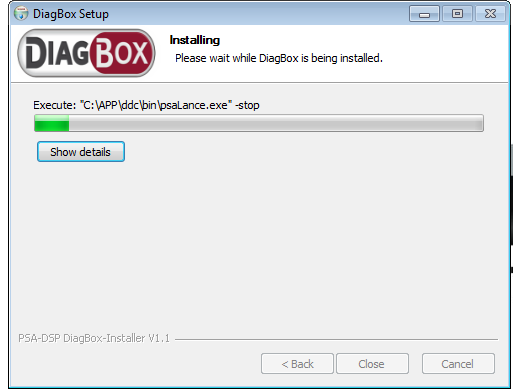 DiagBox Setup
DIAGBOX
Installing
Please wait while DiagBox is being installed.
Execute: "C:\APP\ddc\bin\psaLance.exe" -stop
Show details
PSA-DSP DiagBox-Installer V1.1
< Back
Close
Cancel